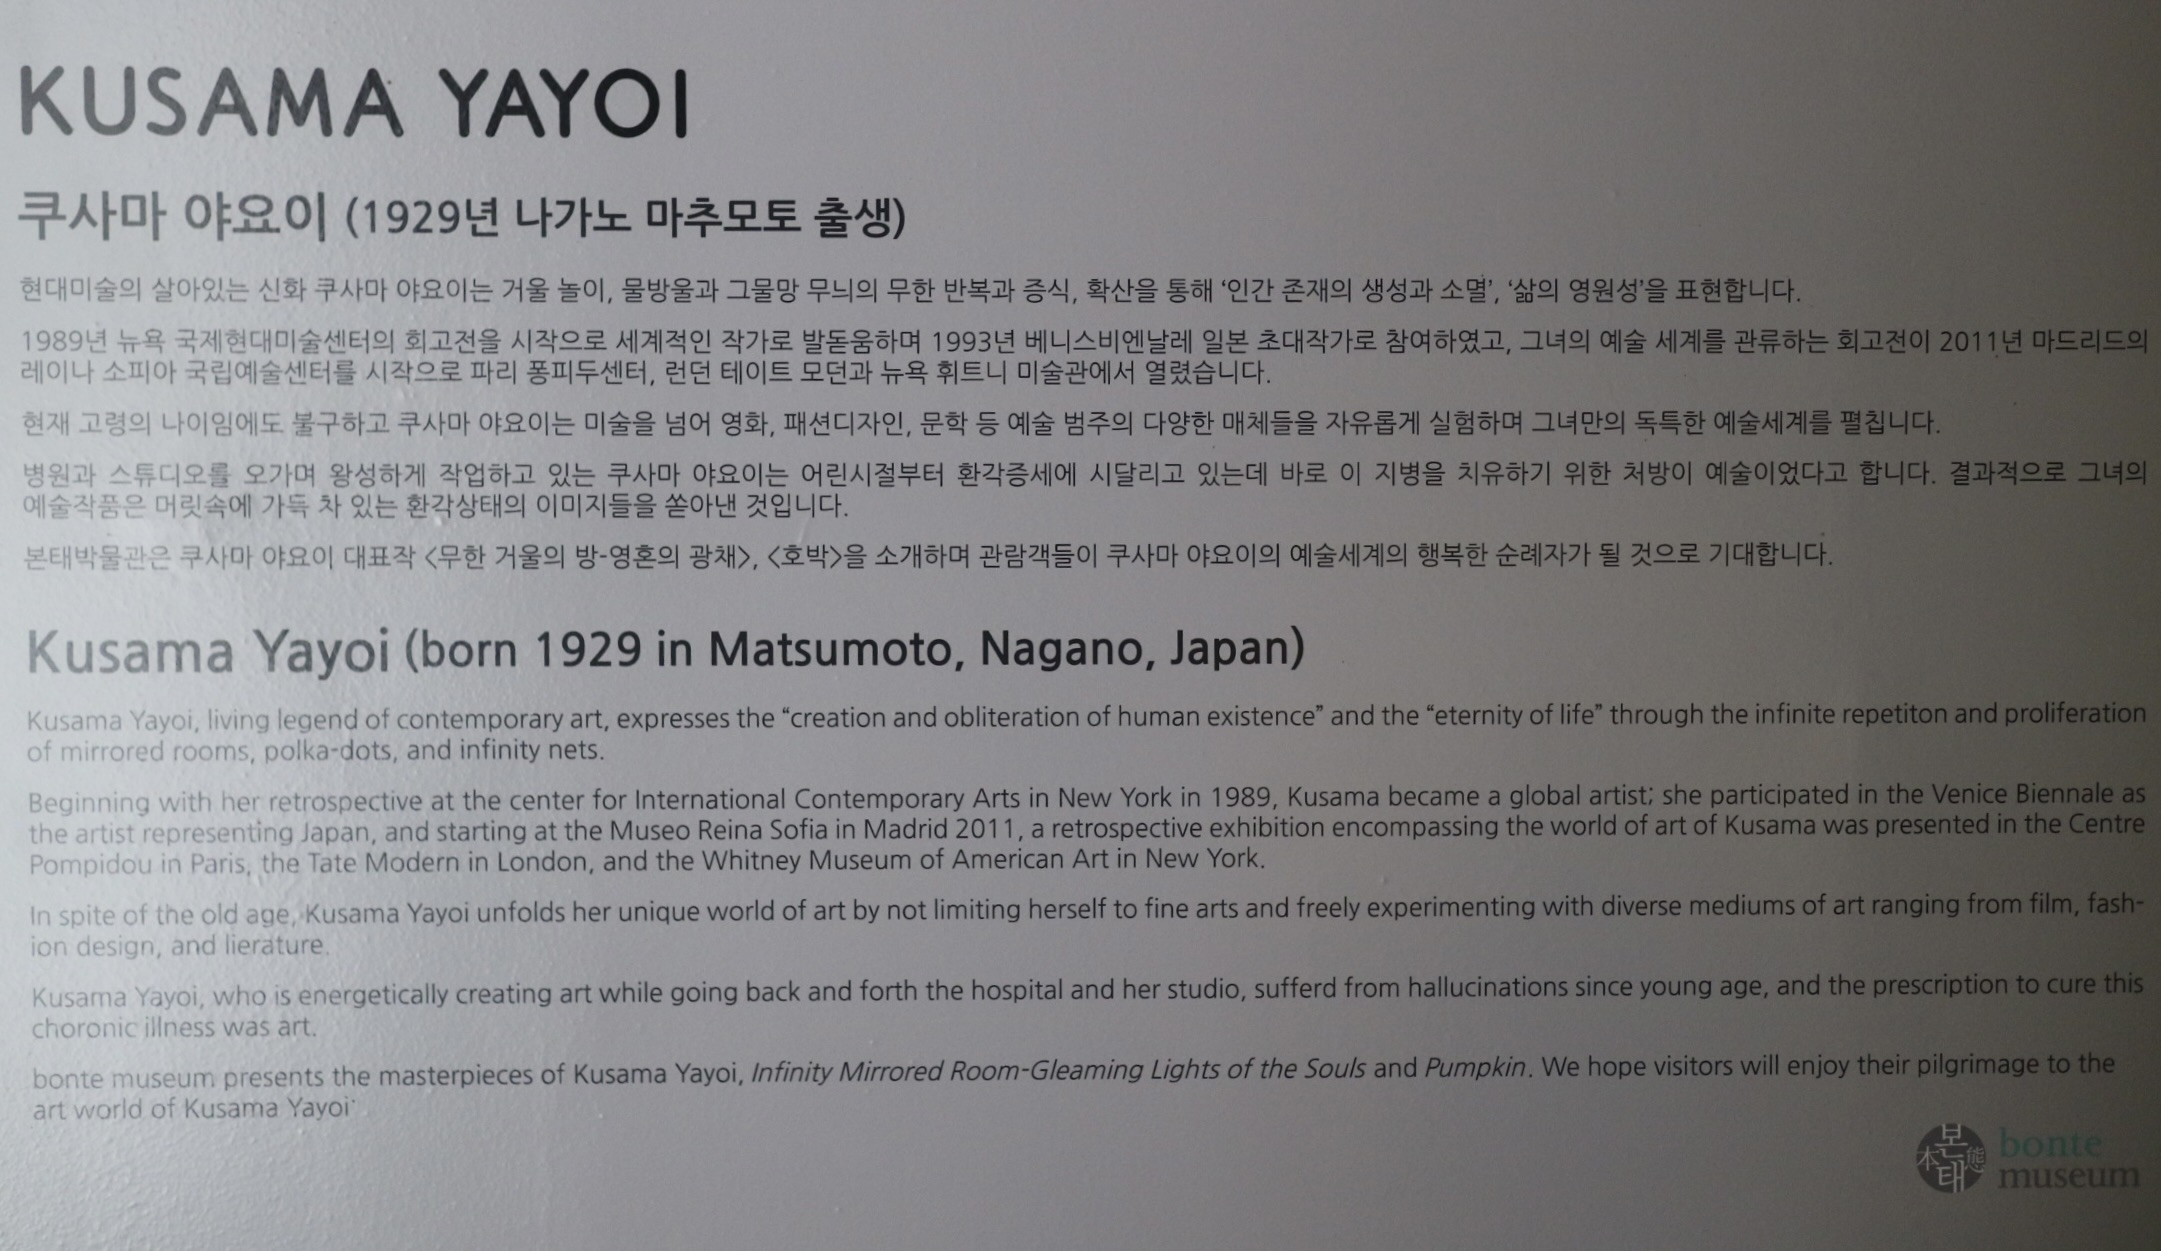 KUSAMA YAYOI
쿠사마 야요이 (1929년 나가노 마추모토 출생)
현대미술의 살아있는 신화 쿠사마 야요이는 거울 놀이, 물방울과 그물망 무늬의 무한 반복과 증식, 확산을 통해 ‘인간 존재의 생성과 소멸’, ‘삶의 영원성’을 표현합니다.
1989년 뉴욕 국제현대미술센터의 회고전을 시작으로 세계적인 작가로 발돋움하며 1993년 베니스비엔날레 일본 초대작가로 참여하였고, 그녀의 예술 세계를 관류하는 회고전이 2011년 마드리드의
레이나 소피아 국립예술센터를 시작으로 파리 퐁피두센터, 런던 테이트 모던과 뉴욕 휘트니 미술관에서 열렸습니다.
현재 고령의 나이임에도 불구하고 쿠사마 야요이는 미술을 넘어 영화, 패션디자인, 문학 등 예술 범주의 다양한 매체들을 자유롭게 실험하며 그녀만의 독특한 예술세계를 펼칩니다.
병원과 스튜디오를 오가며 왕성하게 작업하고 있는 쿠사마 야요이는 어린시절부터 환각증세에 시달리고 있는데 바로 이 지병을 치유하기 위한 처방이 예술이었다고 합니다. 결과적으로 그녀의
예술작품은 머릿속에 가득 차 있는 환각상태의 이미지들을 쏟아낸 것입니다.
본태박물관은 쿠사마 야요이 대표작 <무한 거울의 방-영혼의 광채>, <호박>을 소개하며 관람객들이 쿠사마 야요이의 예술세계의 행복한 순례자가 될 것으로 기대합니다.
Kusama Yayoi (born 1929 in Matsumoto, Nagano, Japan)
Kusama Yayoi, living legend of contemporary art, expresses the “creation and obliteration of human existence” and the “eternity of life” through the infinite repetiton and proliferation
of mirrored rooms, polka-dots, and infinity nets.
Beginning with her retrospective at the center for International Contemporary Arts in New York in 1989, Kusama became a global artist; she participated in the Venice Biennale as
the artist representing Japan, and starting at the Museo Reina Sofia in Madrid 2011, a retrospective exhibition encompassing the world of art of Kusama was presented in the Centre
Pompidou in Paris, the Tate Modern in London, and the Whitney Museum of American Art in New York.
In spite of the old age, Kusama Yayoi unfolds her unique world of art by not limiting herself to fine arts and freely experimenting with diverse mediums of art ranging from film, fash-
ion design, and lierature.
Kusama Yayoi, who is energetically creating art while going back and forth the hospital and her studio, sufferd from hallucinations since young age, and the prescription to cure this
choronic illness was art.
bonte museum presents the masterpieces of Kusama Yayoi, Infinity Mirrored Room-Gleaming Lights of the Souls and Pumpkin. We hope visitors will enjoy their pilgrimage to the
art world of Kusama Yayoi
本본태態
bonte
museum